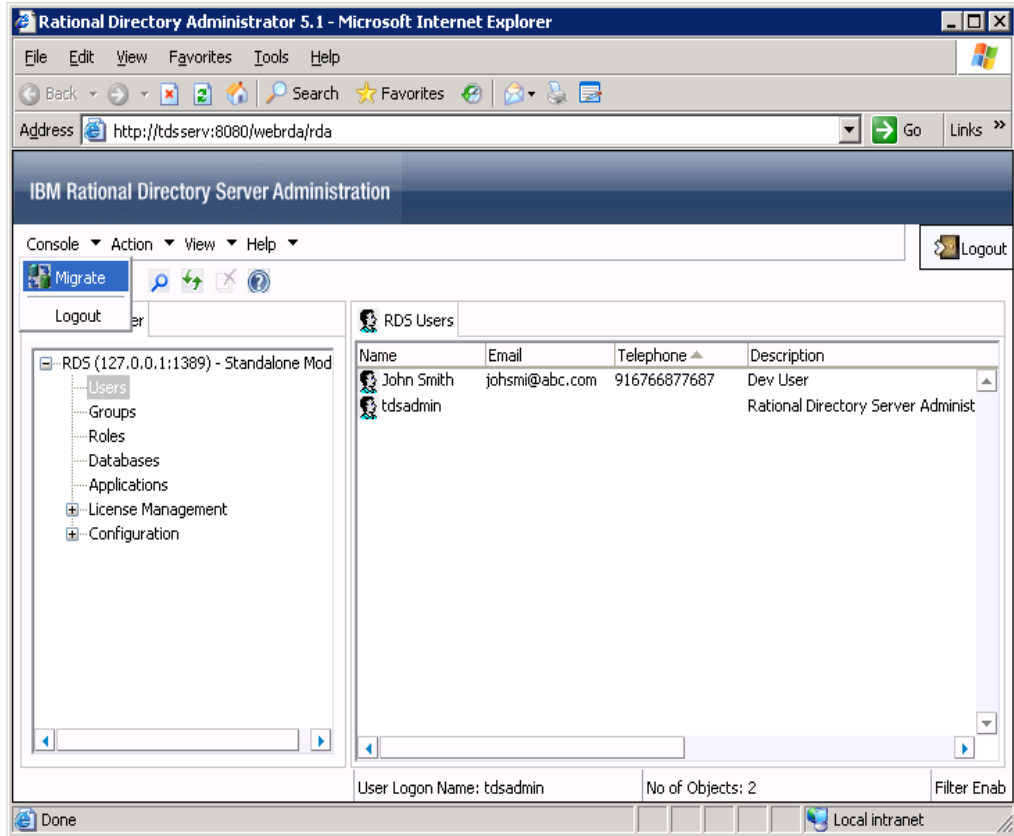 Rational Directory Administrator 5.1 - Microsoft Internet Explorer
File Edit View Favorites Tools Help
Back Search Favorites
Address http://tdsserv:8080/webrda/rda Go Links »
IBM Rational Directory Server Administration
Console Action View Help
Logout
Migrate
Logout
er
RDS Users
RDS (127.0.0.1:1389) - Standalone Mod
Users
Groups
Roles
Databases
Applications
License Management
Configuration
Name Email Telephone Description
John Smith johsmi@abc.com 916766877687 Dev User
tdsadmin Rational Directory Server Administ
User Logon Name: tdsadmin No of Objects: 2 Filter Enab
Done Local intranet